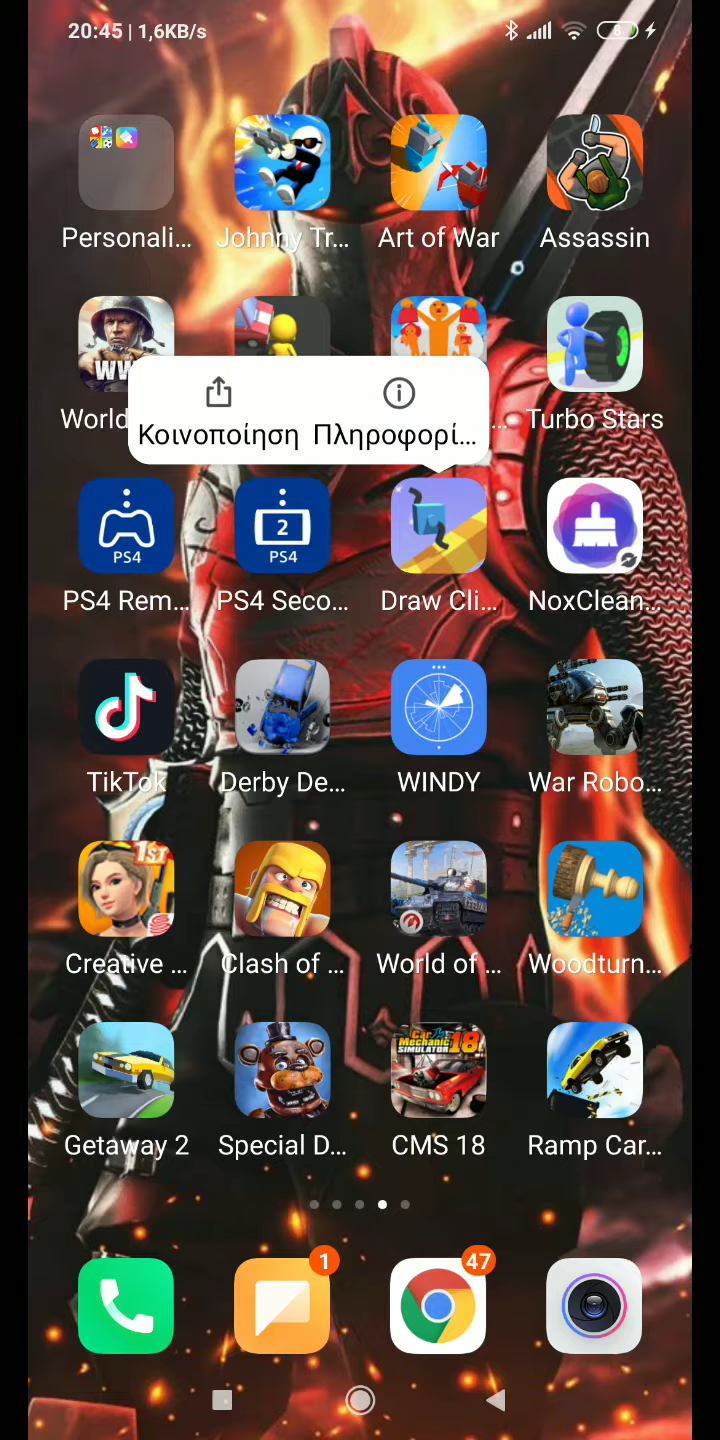 20:45 | 1,6KB/s
6
Personali...
Johnny Tr...
Art of War
Assassin
WW
World
...
Turbo Stars
Κοινοποίηση
Πληροφορί...
PS4
2
PS4
PS4 Rem...
PS4 Seco...
Draw Cli...
NoxClean...
TikTok
Derby De...
WINDY
War Robo...
1ST
Creative ...
Clash of ...
World of ...
Woodturn...
Car Mechanic
SIMULATOR 18
Getaway 2
Special D...
CMS 18
Ramp Car...
1
47